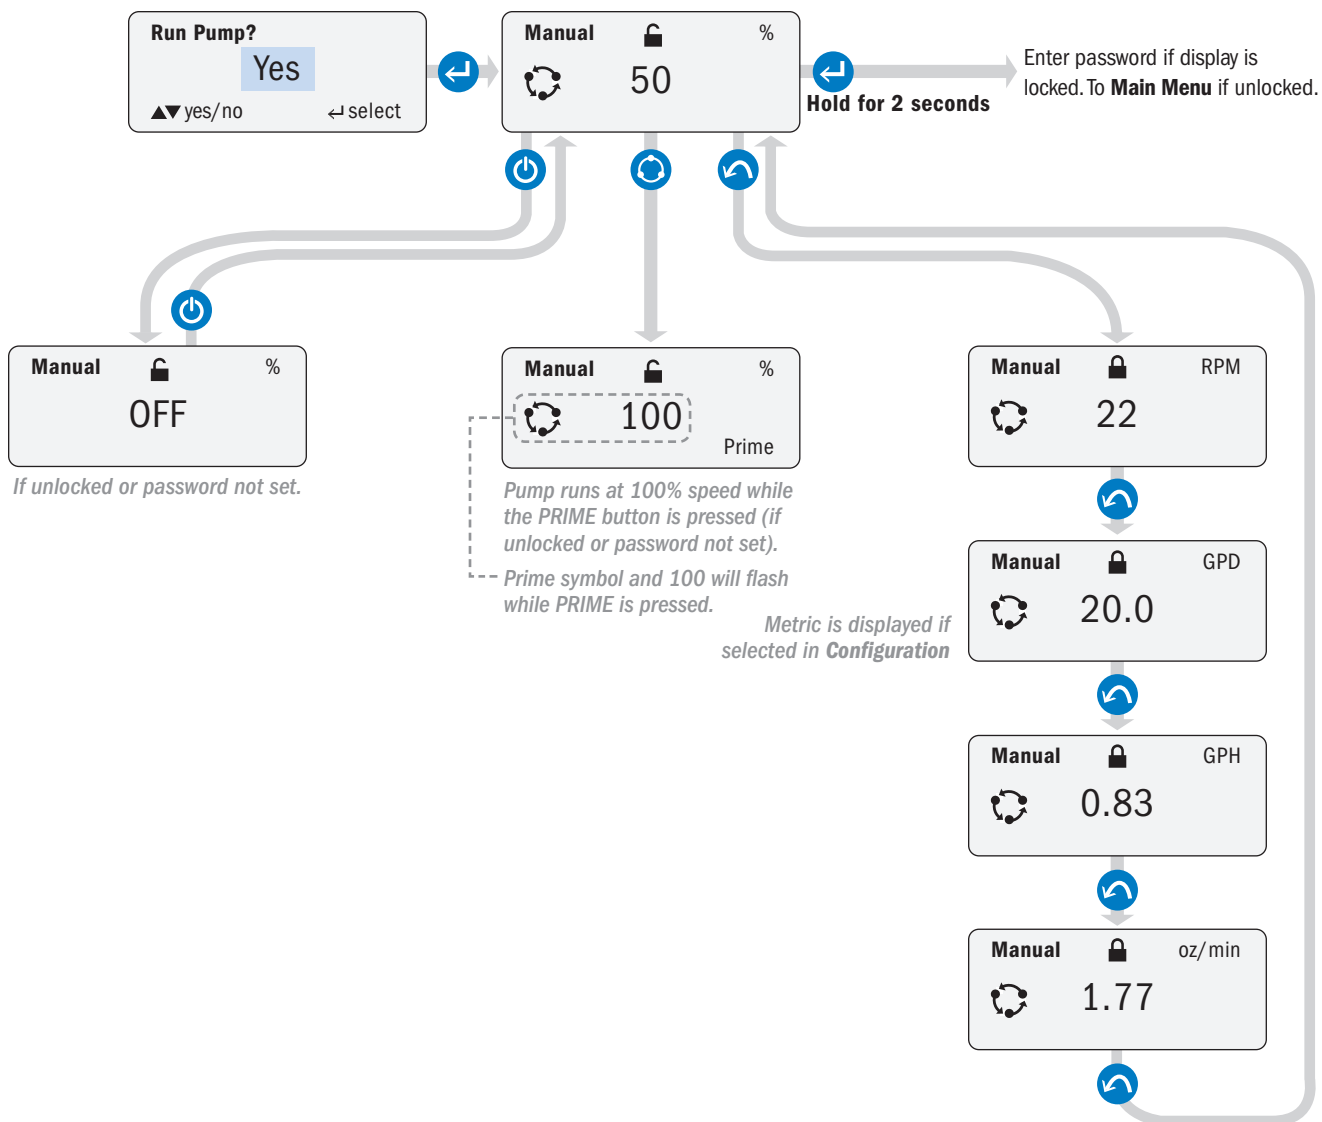 Run Pump?
Yes
▲▼ yes/no ↵ select
Manual %
50
Hold for 2 seconds
Enter password if display is
locked. To Main Menu if unlocked.
Manual %
OFF
If unlocked or password not set.
Manual %
100
Prime
Pump runs at 100% speed while
the PRIME button is pressed (if
unlocked or password not set).
Prime symbol and 100 will flash
while PRIME is pressed.
Manual RPM
22
Manual GPD
20.0
Metric is displayed if
selected in Configuration
Manual GPH
0.83
Manual oz/min
1.77